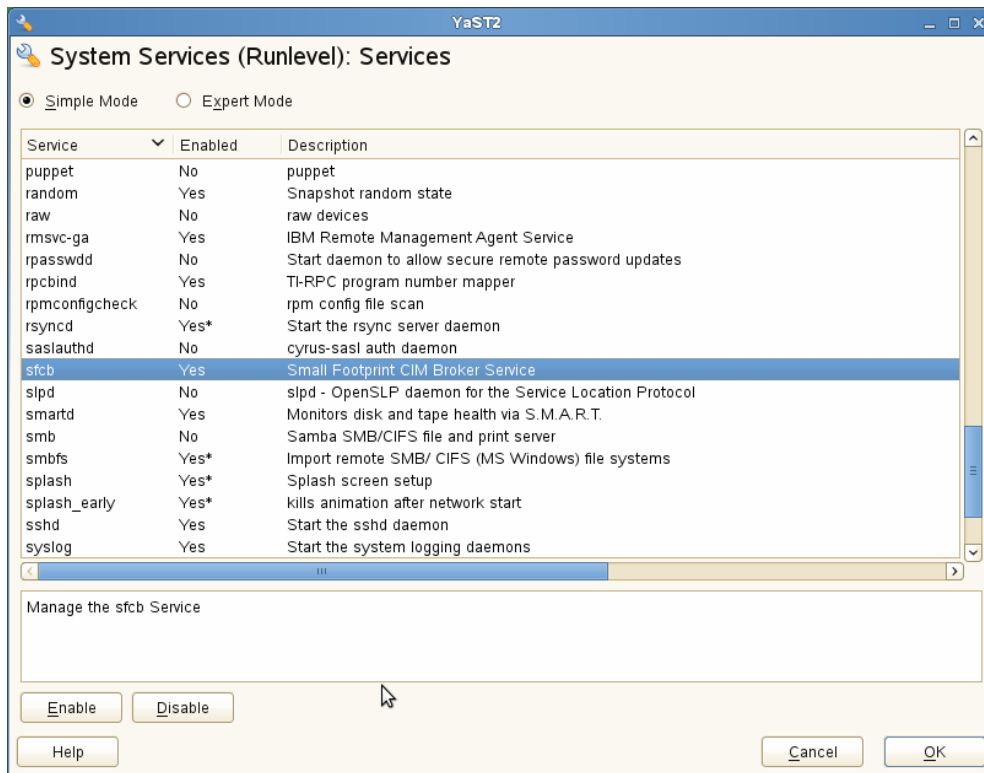 YaST2
System Services (Runlevel): Services
Simple Mode Expert Mode
Service Enabled Description
puppet No puppet
random Yes Snapshot random state
raw No raw devices
rmsvc-ga Yes IBM Remote Management Agent Service
rpasswdd No Start daemon to allow secure remote password updates
rpcbind Yes TI-RPC program number mapper
rpmconfigcheck No rpm config file scan
rsyncd Yes* Start the rsync server daemon
saslauthd No cyrus-sasl auth daemon
sfcb Yes Small Footprint CIM Broker Service
slpd No slpd - OpenSLP daemon for the Service Location Protocol
smartd Yes Monitors disk and tape health via S.M.A.R.T.
smb No Samba SMB/CIFS file and print server
smbfs Yes* Import remote SMB/ CIFS (MS Windows) file systems
splash Yes* Splash screen setup
splash_early Yes* kills animation after network start
sshd Yes Start the sshd daemon
syslog Yes Start the system logging daemons
Manage the sfcb Service
Enable Disable
Help Cancel OK